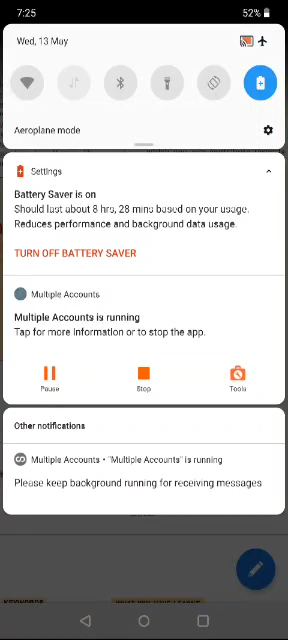 7:25
52%
Wed, 13 May
Aeroplane mode
Settings
Battery Saver is on
Should last about 8 hrs, 28 mins based on your usage.
Reduces performance and background data usage.
TURN OFF BATTERY SAVER
Multiple Accounts
Multiple Accounts is running
Tap for more information or to stop the app.
Pause
Stop
Tools
Other notifications
Multiple Accounts • "Multiple Accounts" is running
Please keep background running for receiving messages
KEYWORDS